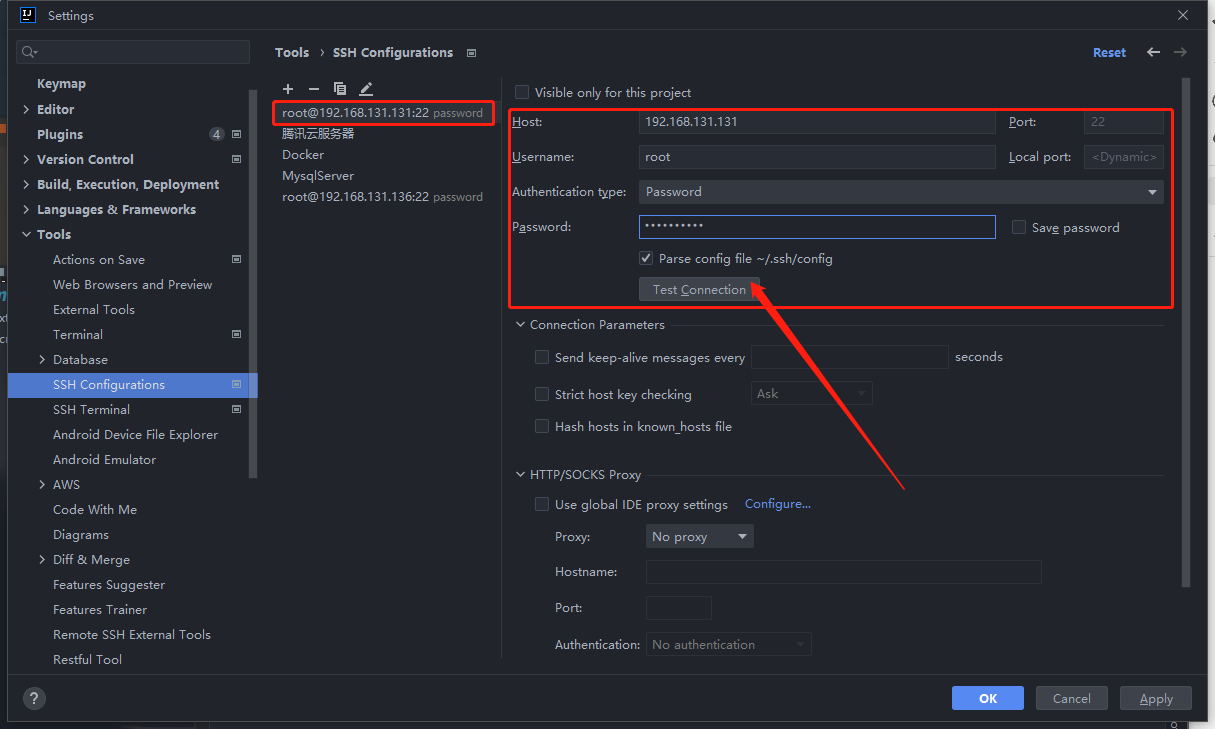 Settings
Tools › SSH Configurations
Reset
Keymap
Editor
Plugins 4
Version Control
Build, Execution, Deployment
Languages & Frameworks
Tools
Actions on Save
Web Browsers and Preview
External Tools
Terminal
Database
SSH Configurations
SSH Terminal
Android Device File Explorer
Android Emulator
AWS
Code With Me
Diagrams
Diff & Merge
Features Suggester
Features Trainer
Remote SSH External Tools
Restful Tool
root@192.168.131.131:22 password
腾讯云服务器
Docker
MysqlServer
root@192.168.131.136:22 password
Visible only for this project
Host: 192.168.131.131 Port: 22
Username: root Local port: <Dynamic>
Authentication type: Password
Password: •••••••••• Save password
Parse config file ~/.ssh/config
Test Connection
Connection Parameters
Send keep-alive messages every seconds
Strict host key checking Ask
Hash hosts in known_hosts file
HTTP/SOCKS Proxy
Use global IDE proxy settings Configure...
Proxy: No proxy
Hostname:
Port:
Authentication: No authentication
? OK Cancel Apply